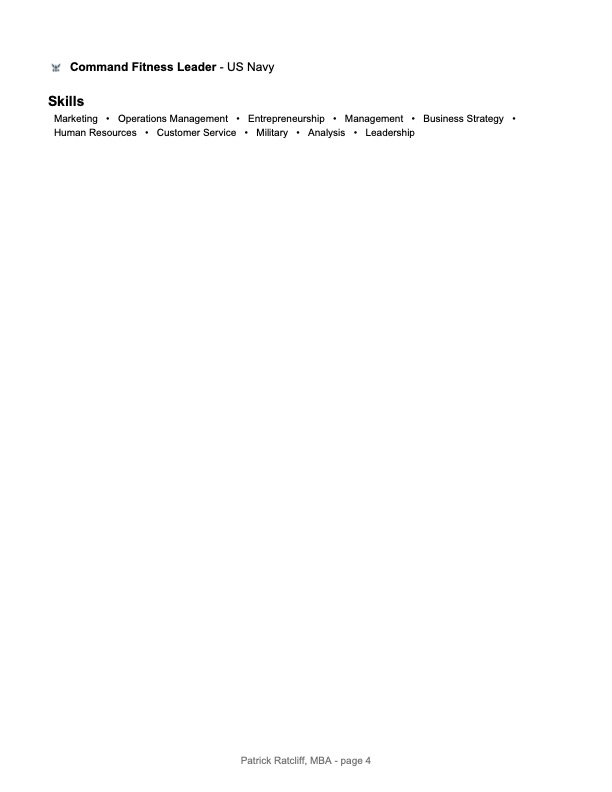 Command Fitness Leader - US Navy
Skills
Marketing • Operations Management • Entrepreneurship • Management • Business Strategy •
Human Resources • Customer Service • Military • Analysis • Leadership
Patrick Ratcliff, MBA - page 4